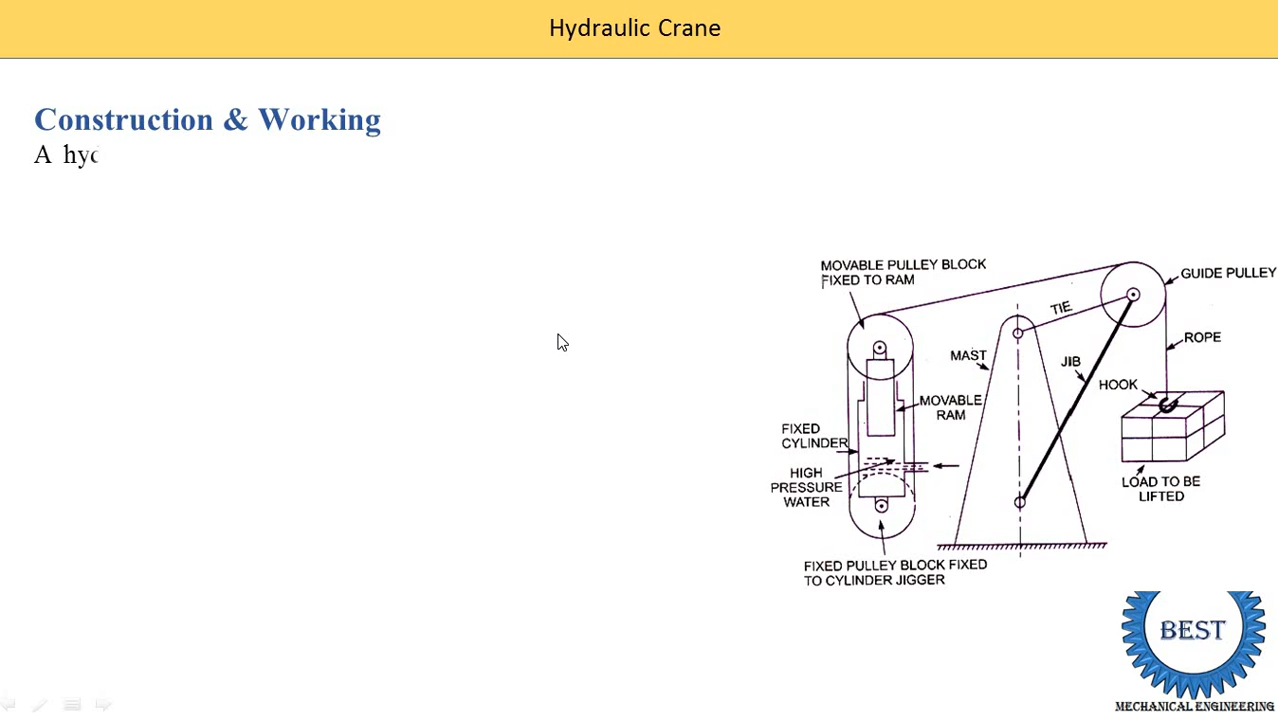 Hydraulic Crane
Construction & Working
A hyd
MOVABLE PULLEY BLOCK
FIXED TO RAM
GUIDE PULLEY
TIE
ROPE
MAST
JIB
HOOK
MOVABLE
RAM
FIXED
CYLINDER
HIGH
PRESSURE
WATER
LOAD TO BE
LIFTED
FIXED PULLEY BLOCK FIXED
TO CYLINDER JIGGER
BEST
MECHANICAL ENGINEERING